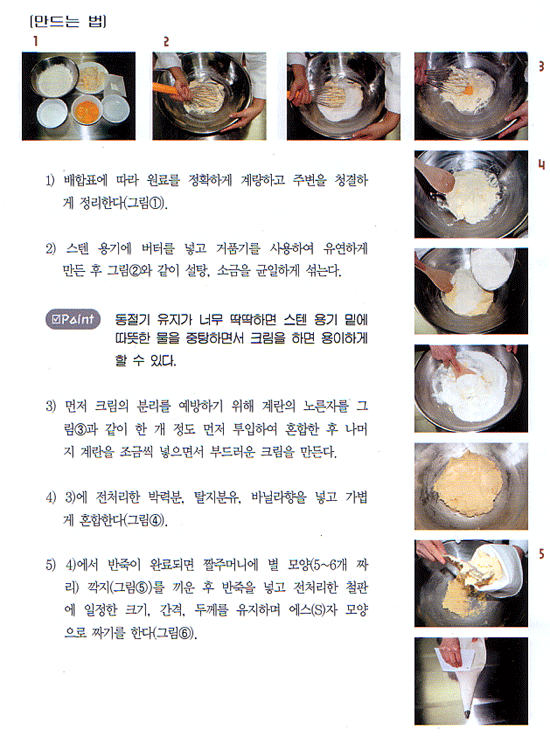 (만드는 법)
1
2
3
4
5
1) 배합표에 따라 원료를 정확하게 계량하고 주변을 청결하
게 정리한다(그림①).
2) 스텐 용기에 버터를 넣고 거품기를 사용하여 유연하게
만든 후 그림②와 같이 설탕, 소금을 균일하게 섞는다.
☑Point
동절기 유지가 너무 딱딱하면 스텐 용기 밑에
따뜻한 물을 중탕하면서 크림을 하면 용이하게
할 수 있다.
3) 먼저 크림의 분리를 예방하기 위해 계란의 노른자를 그
림③과 같이 한 개 정도 먼저 투입하여 혼합한 후 나머
지 계란을 조금씩 넣으면서 부드러운 크림을 만든다.
4) 3)에 전처리한 박력분, 탈지분유, 바닐라향을 넣고 가볍
게 혼합한다(그림④).
5) 4)에서 반죽이 완료되면 짤주머니에 별 모양(5~6개 짜
리) 깍지(그림⑤)를 끼운 후 반죽을 넣고 전처리한 철판
에 일정한 크기, 간격, 두께를 유지하며 에스(S)자 모양
으로 짜기를 한다(그림⑥).